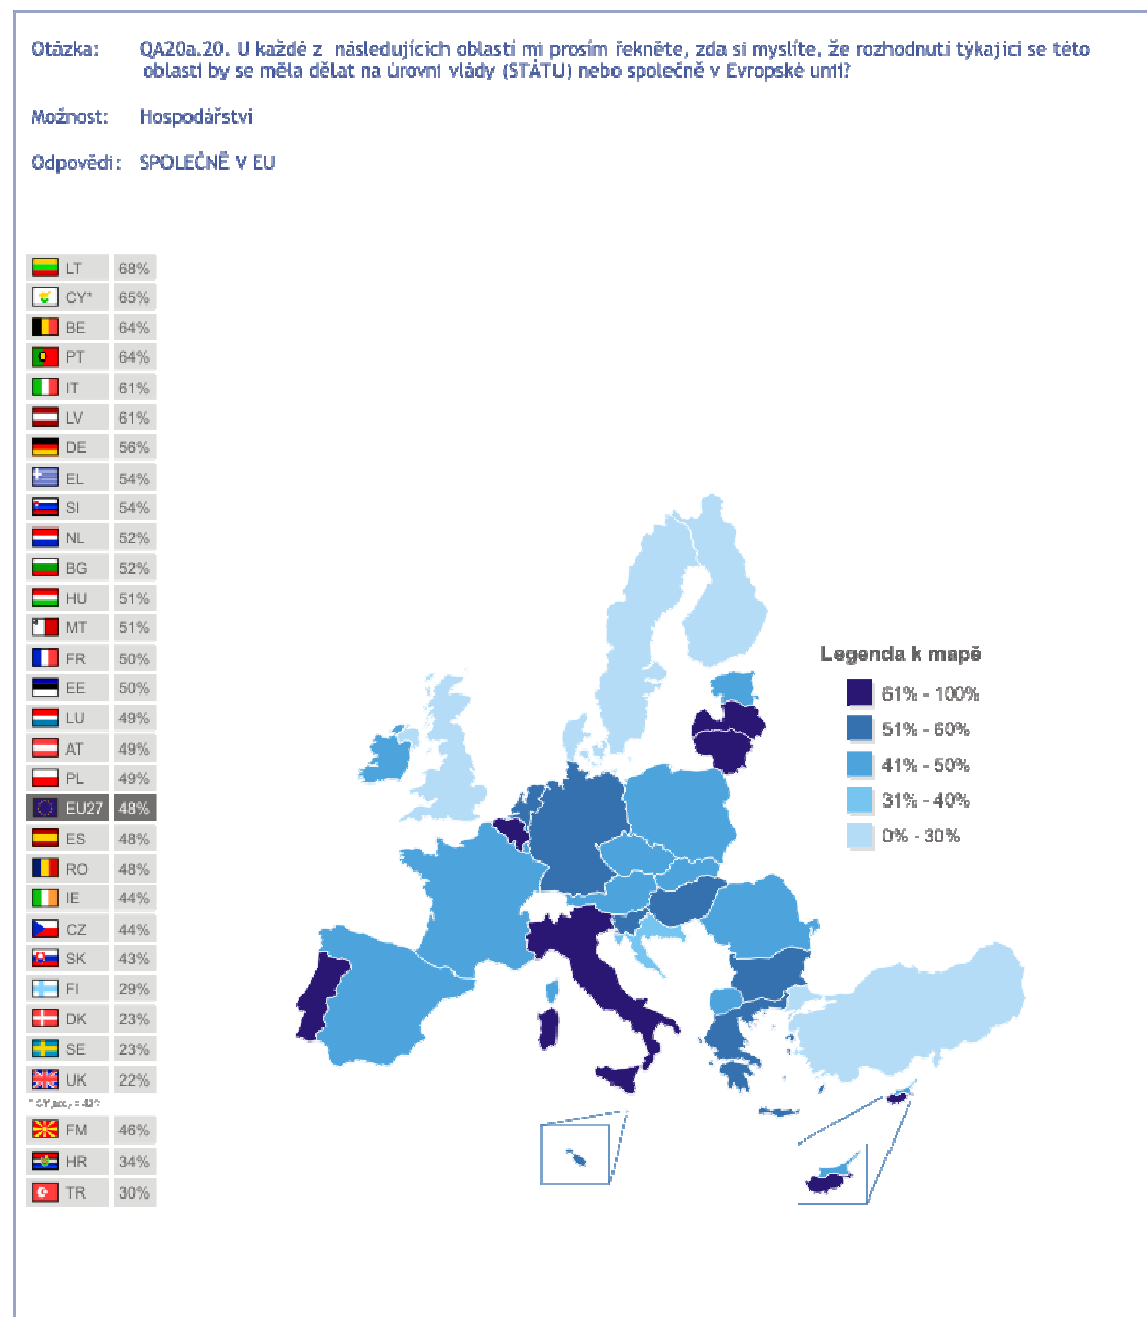 Otázka: QA20a.20. U každé z následujících oblastí mi prosím řekněte, zda si myslíte, že rozhodnutí týkající se této
oblasti by se měla dělat na úrovni vlády (STÁTU) nebo společně v Evropské unii?
Možnost: Hospodářství
Odpovědi: SPOLEČNĚ V EU
LT 68%
CY* 65%
BE 64%
PT 64%
IT 61%
LV 61%
DE 56%
EL 54%
SI 54%
NL 52%
BG 52%
HU 51%
MT 51%
FR 50%
EE 50%
LU 49%
AT 49%
PL 49%
EU27 48%
ES 48%
RO 48%
IE 44%
CZ 44%
SK 43%
FI 29%
DK 23%
SE 23%
UK 22%
FM 46%
HR 34%
TR 30%
Legenda k mapě
61% - 100%
51% - 60%
41% - 50%
31% - 40%
0% - 30%